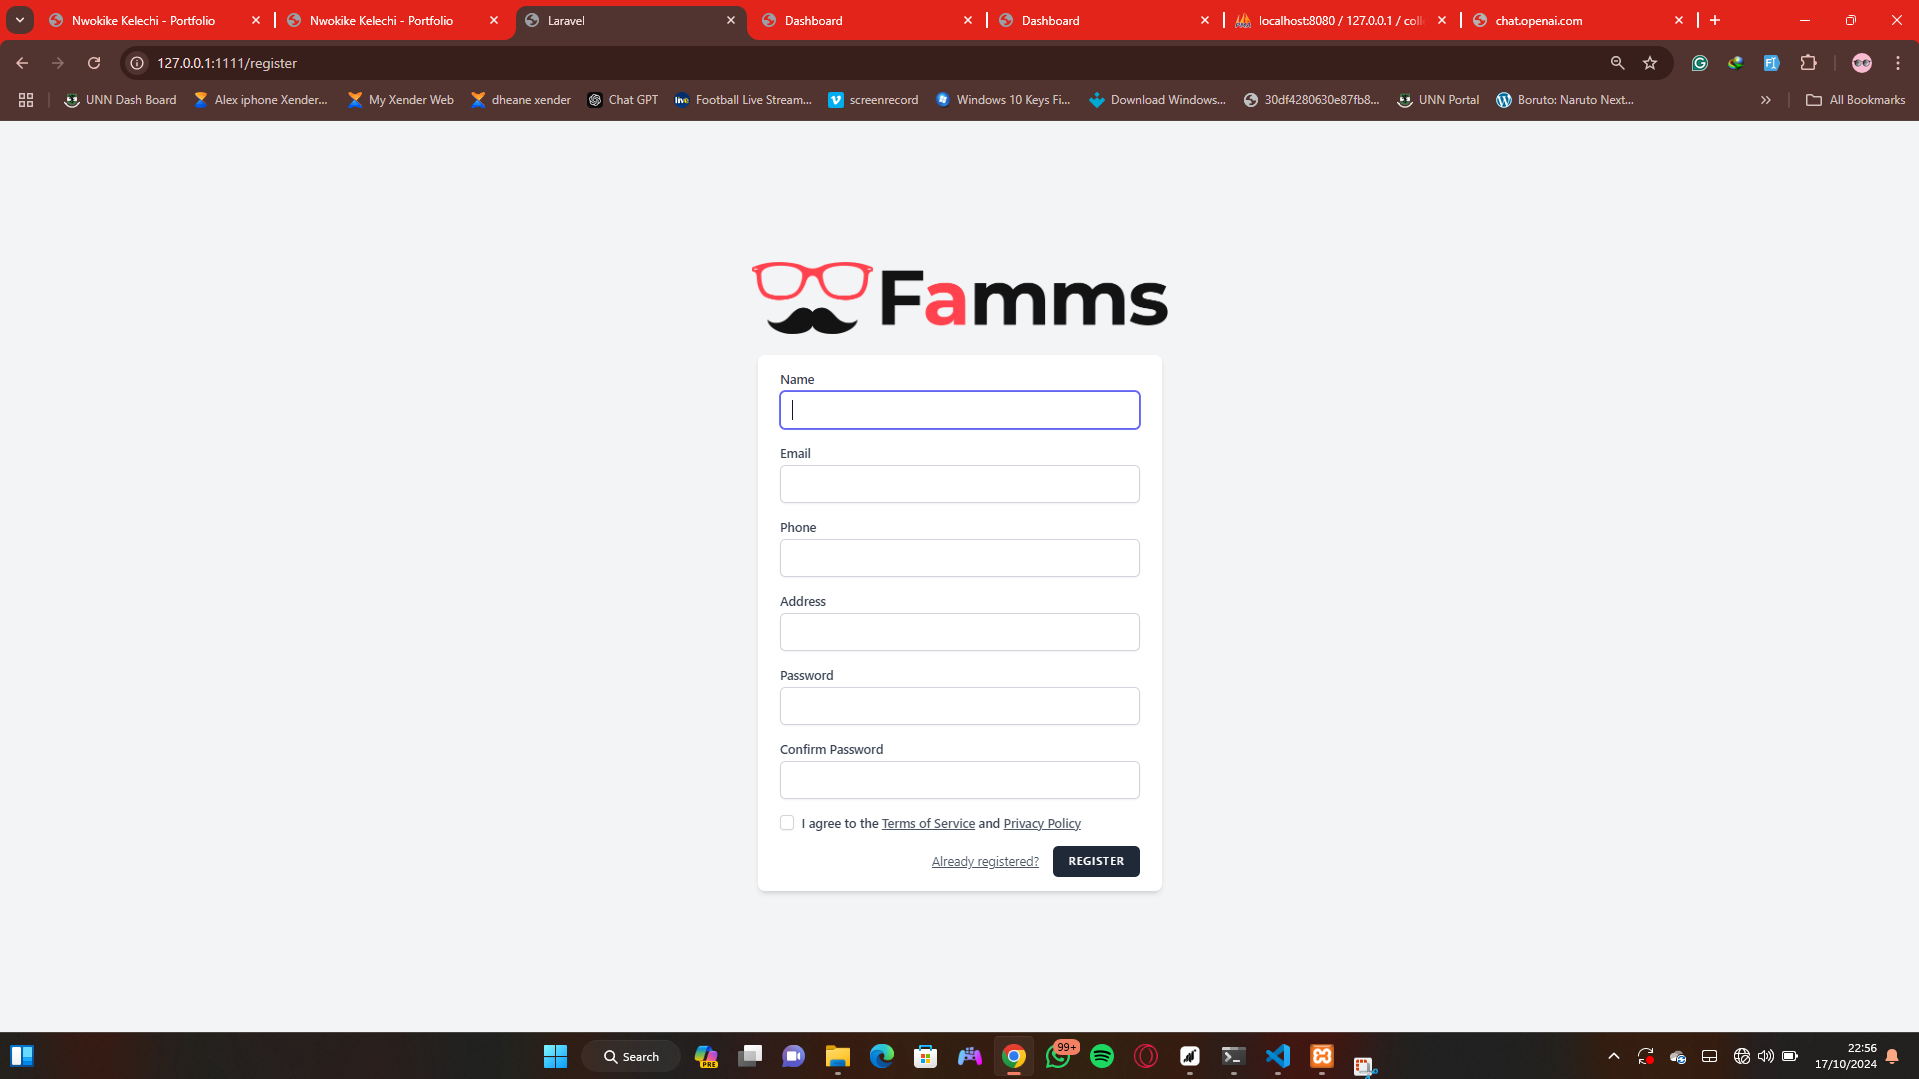 Nwokike Kelechi - Portfolio
Nwokike Kelechi - Portfolio
Laravel
Dashboard
Dashboard
localhost:8080 / 127.0.0.1 / coll
chat.openai.com
127.0.0.1:1111/register
UNN Dash Board
Alex iphone Xender...
My Xender Web
dheane xender
Chat GPT
Football Live Stream...
screenrecord
Windows 10 Keys Fi...
Download Windows...
30df4280630e87fb8...
UNN Portal
Boruto: Naruto Next...
All Bookmarks
Famms
Name
Email
Phone
Address
Password
Confirm Password
I agree to the Terms of Service and Privacy Policy
Already registered?
REGISTER
Search
PRE
99+
22:56
17/10/2024